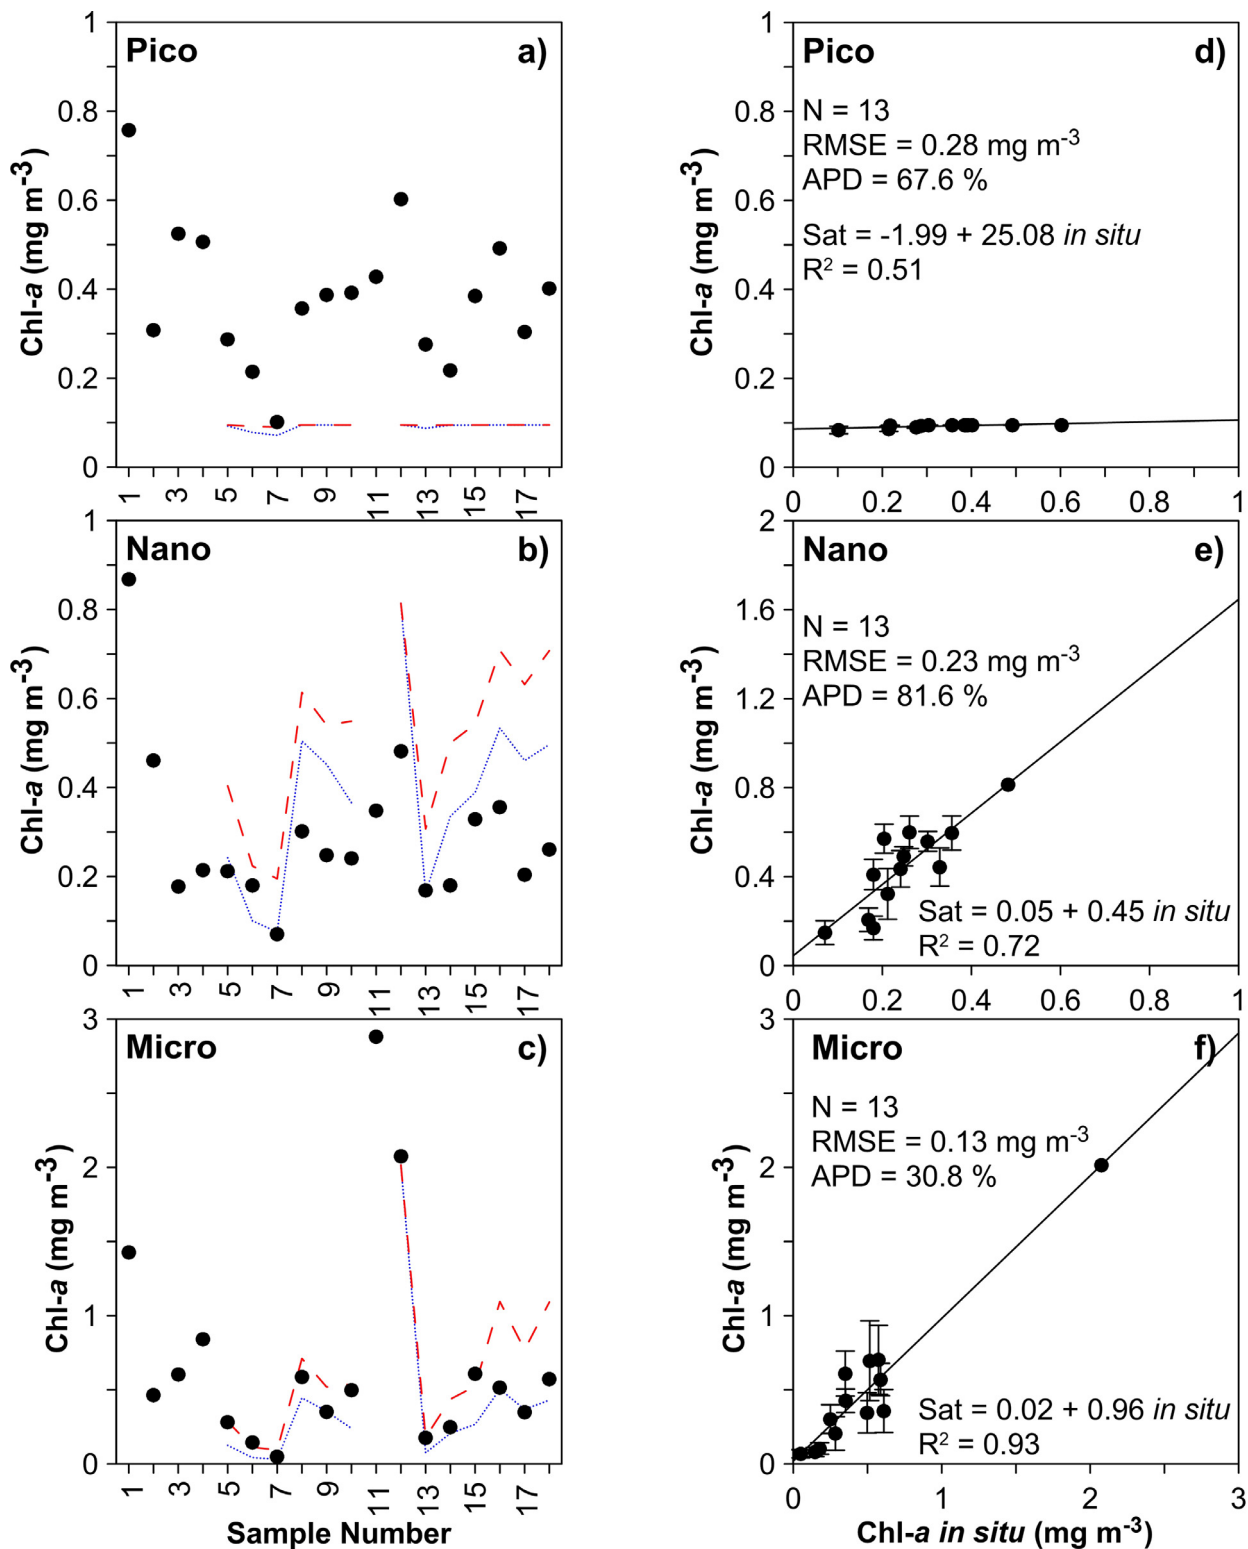 Pico
a)
1
0.8
0.6
0.4
0.2
0
Chl-a (mg m-3)
1 3 5 7 9 11 13 15 17
Pico
d)
N = 13
RMSE = 0.28 mg m-3
APD = 67.6 %
Sat = -1.99 + 25.08 in situ
R2 = 0.51
1
0.8
0.6
0.4
0.2
0
Chl-a (mg m-3)
0 0.2 0.4 0.6 0.8 1
Nano
b)
1
0.8
0.6
0.4
0.2
0
Chl-a (mg m-3)
1 3 5 7 9 11 13 15 17
Nano
e)
N = 13
RMSE = 0.23 mg m-3
APD = 81.6 %
Sat = 0.05 + 0.45 in situ
R2 = 0.72
2
1.6
1.2
0.8
0.4
0
Chl-a (mg m-3)
0 0.2 0.4 0.6 0.8 1
Micro
c)
3
2
1
0
Chl-a (mg m-3)
1 3 5 7 9 11 13 15 17
Sample Number
Micro
f)
N = 13
RMSE = 0.13 mg m-3
APD = 30.8 %
Sat = 0.02 + 0.96 in situ
R2 = 0.93
3
2
1
0
Chl-a (mg m-3)
0 1 2 3
Chl-a in situ (mg m-3)